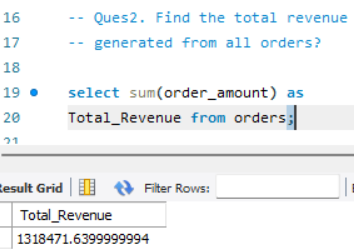 16 -- Ques2. Find the total revenue
17 -- generated from all orders?
18
19 select sum(order_amount) as
20 Total_Revenue from orders;
21
Result Grid Filter Rows:
Total_Revenue
1318471.6399999994